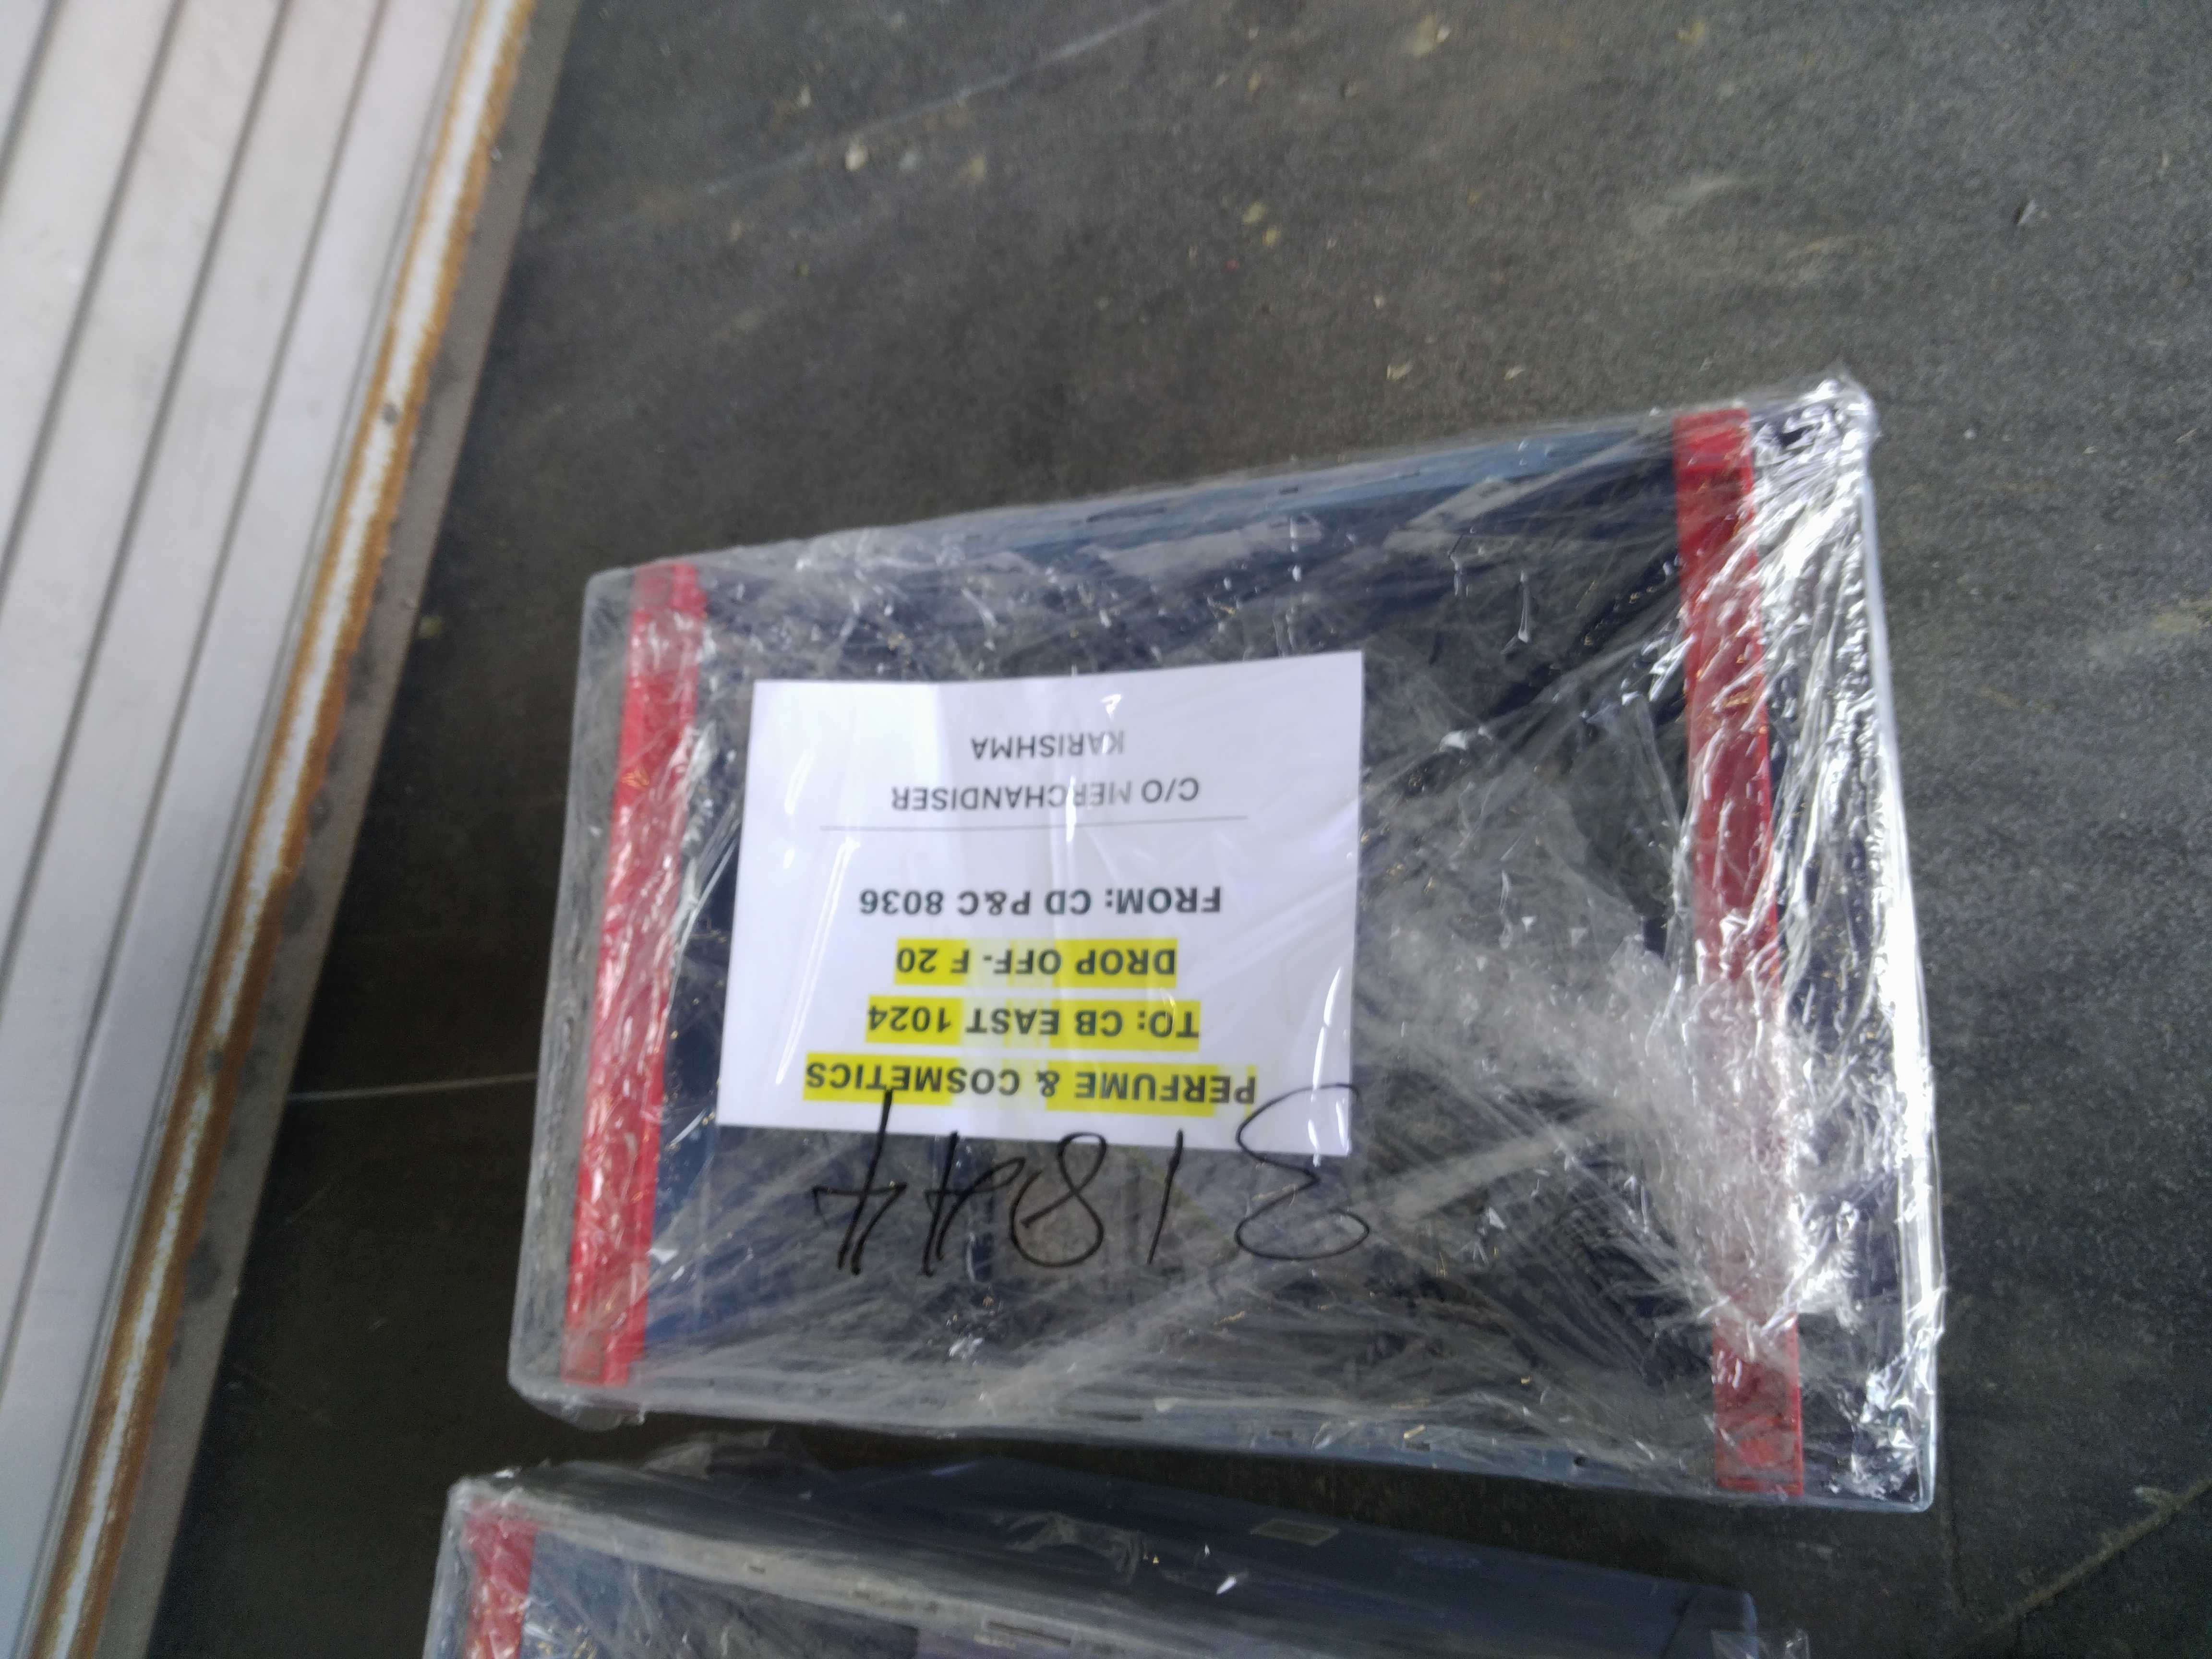 31844
PERFUME & COSMETICS
TO: CB EAST 1024
DROP OFF- F 20
FROM: CD P&C 8036
C/O MERCHANDISER
KARISHMA